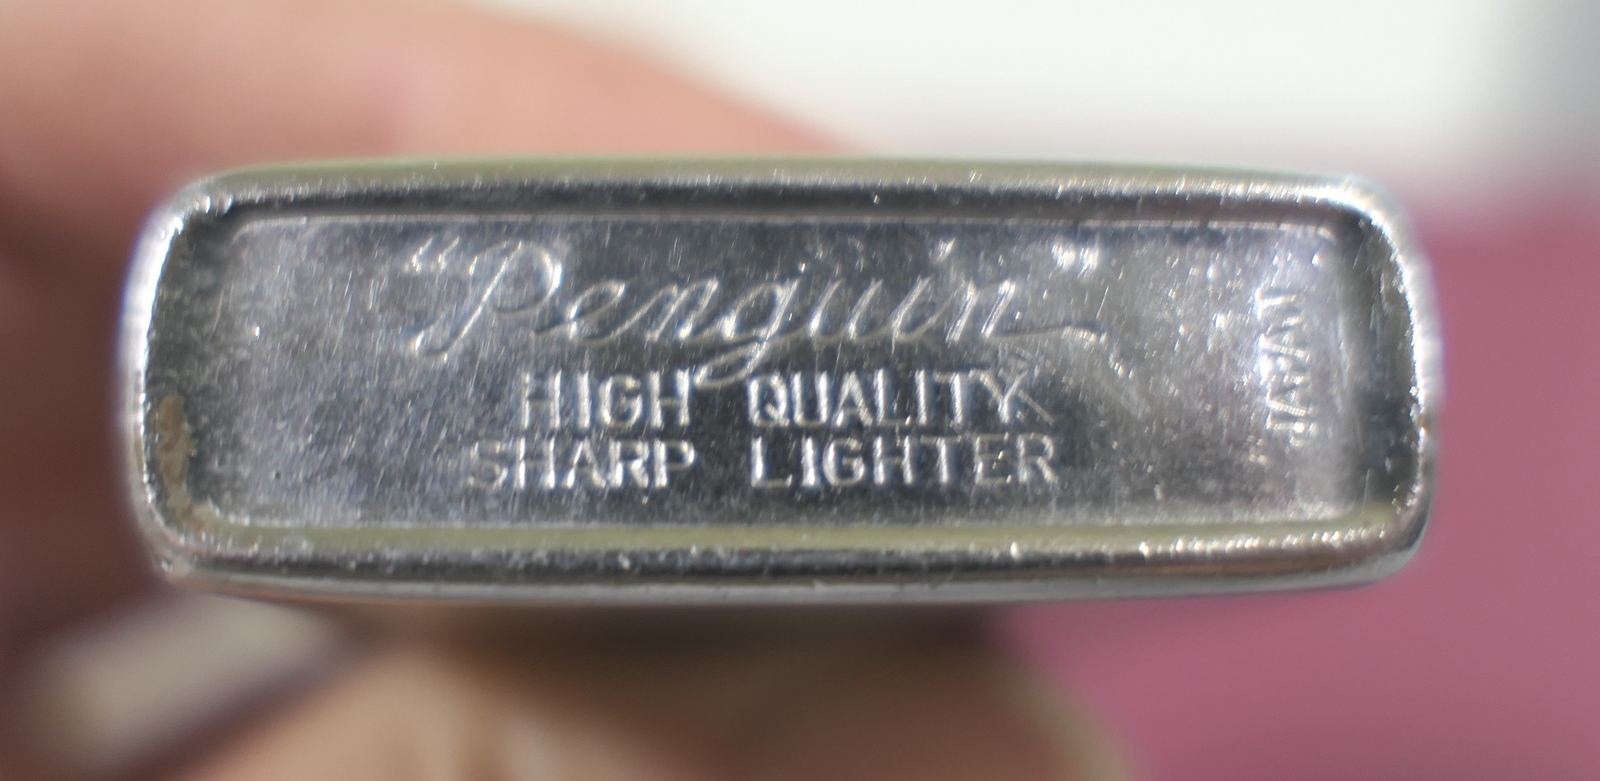 "Penguin"
HIGH QUALITY
SHARP LIGHTER
JAPAN